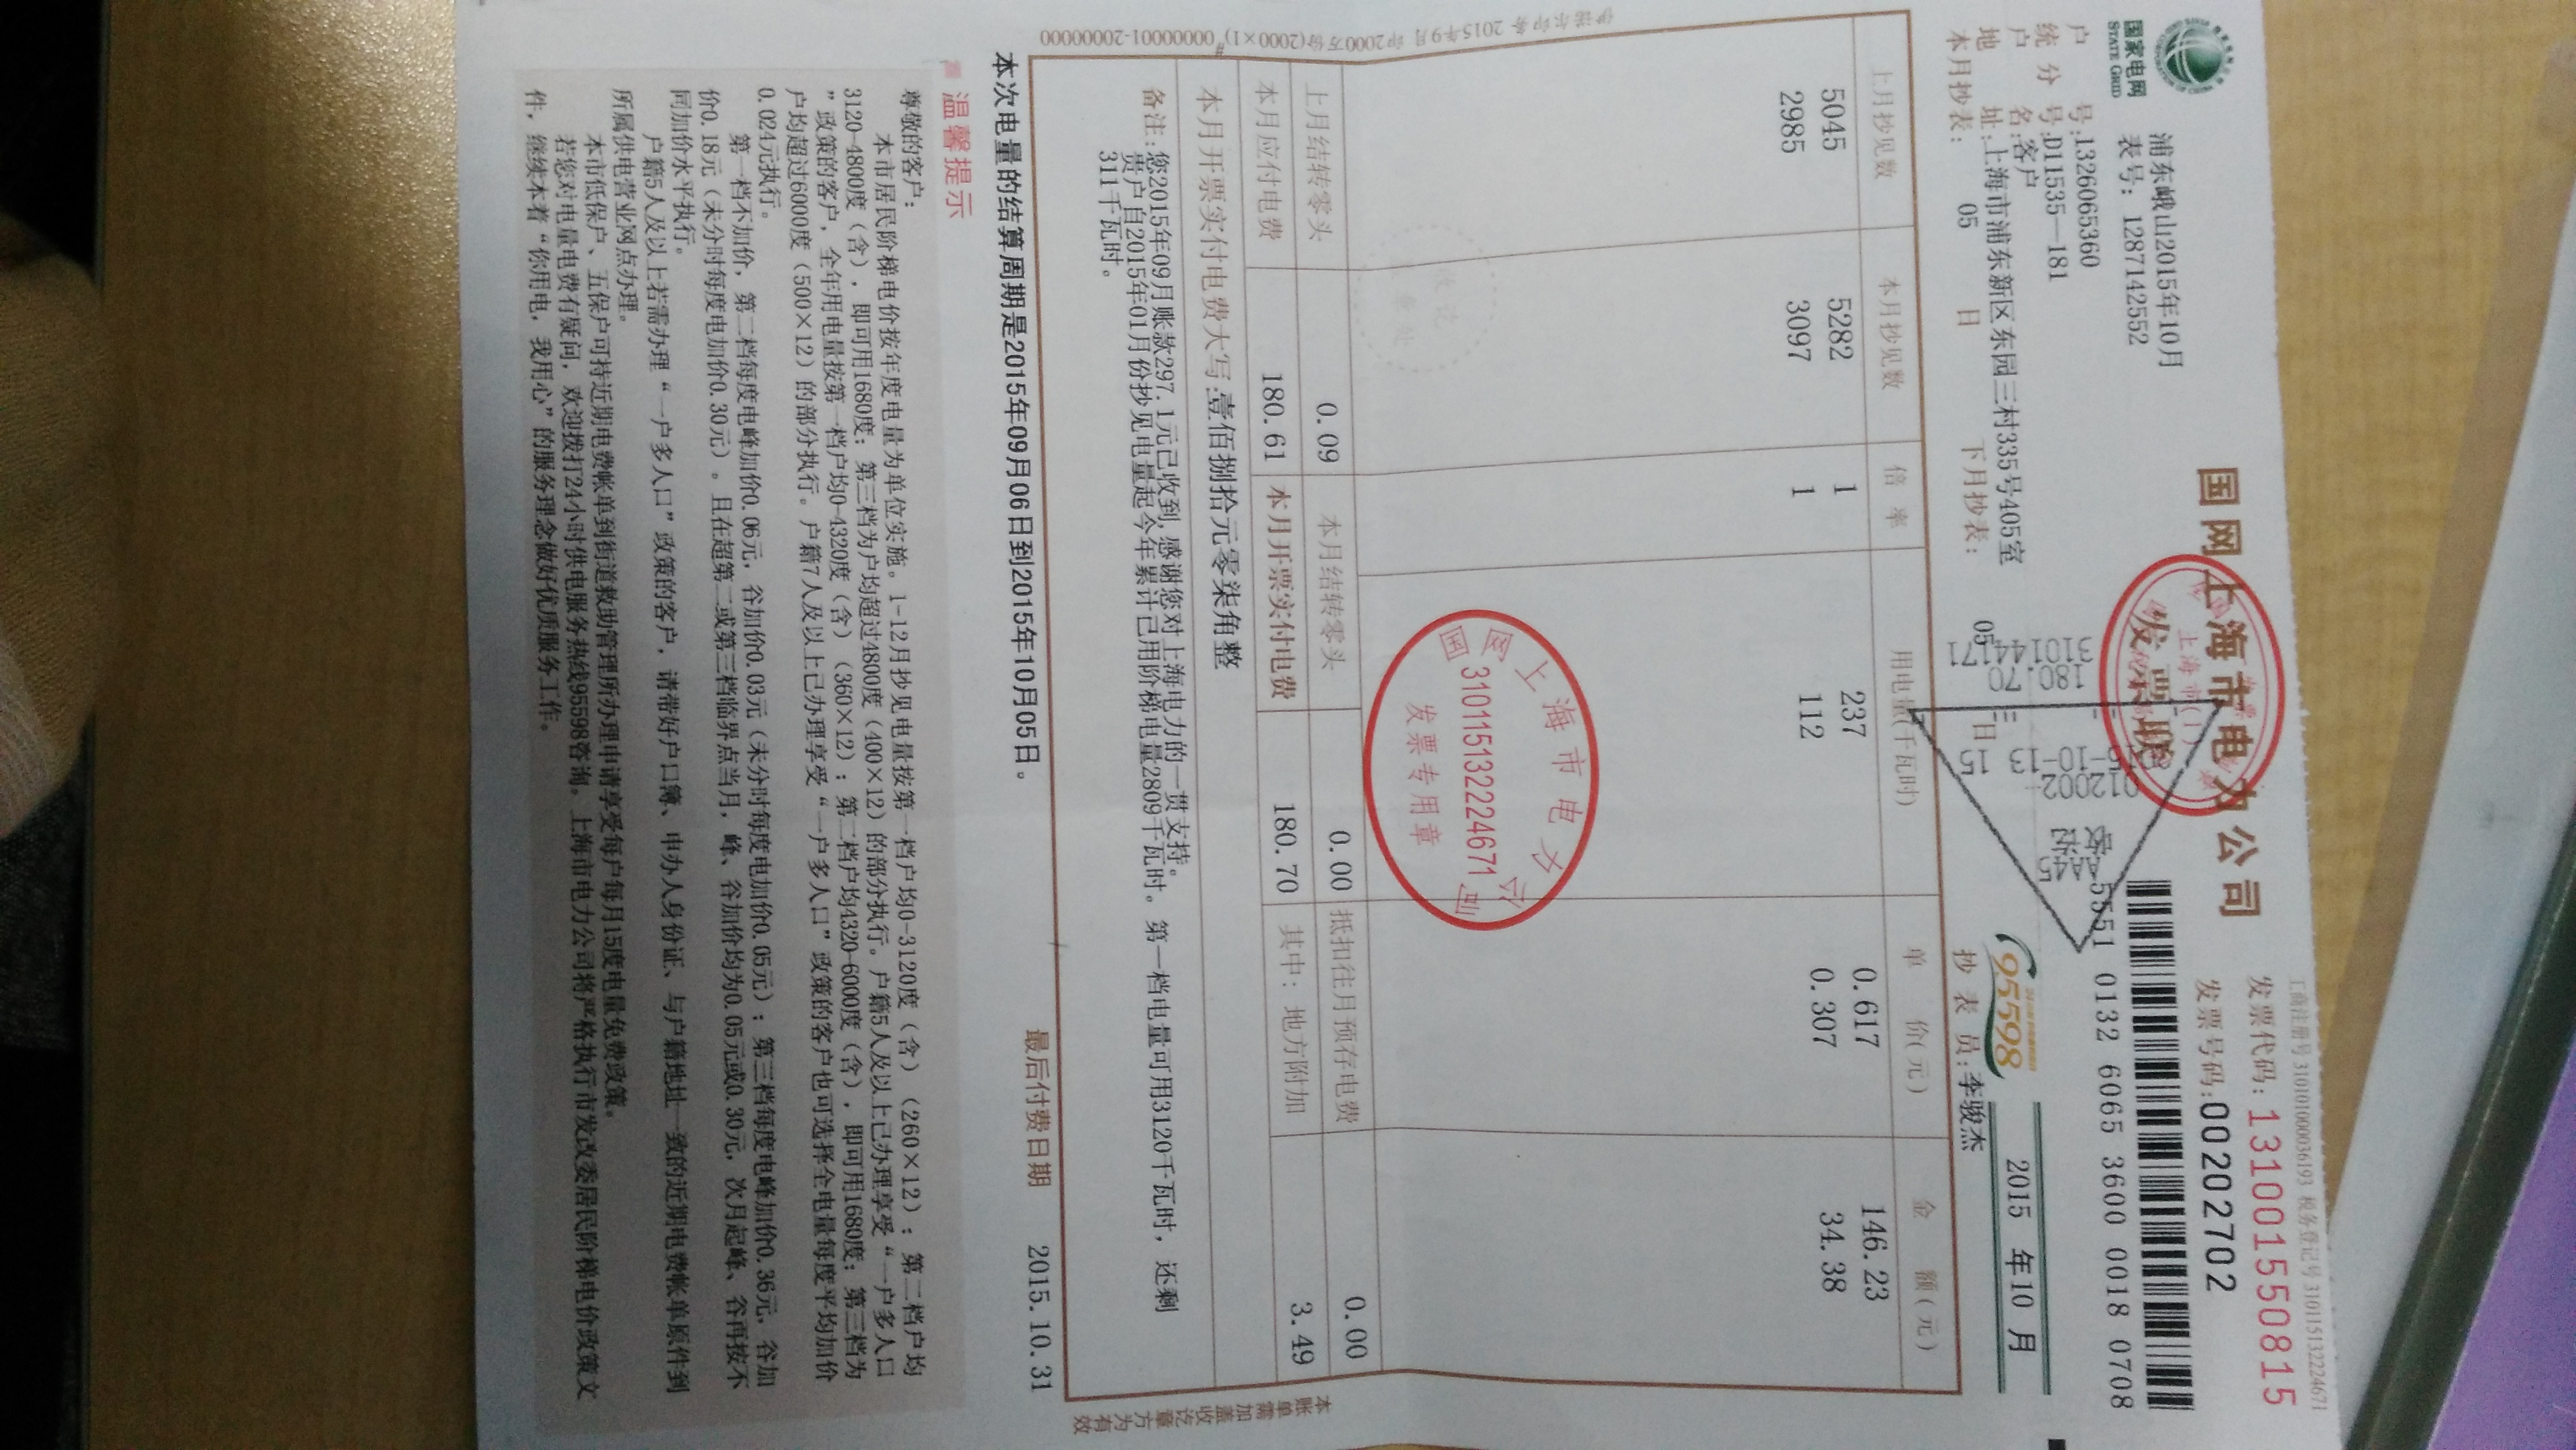 工商注册号 310101000036193 税务登记号 310115132224671
国家电网
STATE GRID
国网上海市电力公司
发票联
发票代码:131001550815
发票号码:00202702
浦东峨山2015年10月
表号: 1287142552
户 号:1326065360
统 分 号:D11535—181
户 名:客户
地 址:上海市浦东新区东园三村335号405室
本月抄表: 05 日 下月抄表: 05 日
5551 0132 6065 3600 0018 0708
95598
2015 年10 月
抄 表 员:李骏杰
180.70
上月抄见数 本月抄见数 倍 率 用电量(千瓦时) 单 价(元) 金 额(元)
5045 5282 1 237 0.617 146.23
2985 3097 1 112 0.307 34.38
国网上海市电力公司
310115132224671
发票专用章
上月结转零头 0.09 本月结转零头 0.00 抵扣往月预存电费 0.00
本月应付电费 180.61 本月开票实付电费 180.70 其中: 地方附加 3.49
本月开票实付电费大写:壹佰捌拾元零柒角整
备注:您2015年09月账款297.1元已收到,感谢您对上海电力的一贯支持。
贵户自2015年01月份抄见电量起今年累计已用阶梯电量2809千瓦时。第一档电量可用3120千瓦时, 还剩
311千瓦时。
本账单需加盖收讫章方为有效
伊诺尔印务 2015年9月 印2000万份(2000×1) #00000001-20000000
本次电量的结算周期是2015年09月06日到2015年10月05日。 最后付费日期 2015.10.31
温馨提示
尊敬的客户:
本市居民阶梯电价按年度电量为单位实施。1-12月抄见电量按第一档户均0-3120度(含)(260×12);第二档户均
3120-4800度(含),即可用1680度;第三档为户均超过4800度(400×12)的部分执行。户籍5人及以上已办理享受“一户多人口
”政策的客户,全年用电量按第一档户均0-4320度(含)(360×12);第二档户均4320-6000度(含),即可用1680度;第三档为
户均超过6000度(500×12)的部分执行。户籍7人及以上已办理享受“一户多人口”政策的客户也可选择全电量每度平均加价
0.024元执行。
第一档不加价,第二档每度电峰加价0.06元,谷加价0.03元(未分时每度电加价0.05元);第三档每度电峰加价0.36元,谷加
价0.18元(未分时每度电加价0.30元)。且在超第二或第三档临界点当月,峰、谷加价均为0.05元或0.30元,次月起峰、谷再按不
同加价水平执行。
户籍5人及以上若需办理“一户多人口”政策的客户,请带好户口簿、申办人身份证、与户籍地址一致的近期电费帐单原件到
所属供电营业网点办理。
本市低保户、五保户可持近期电费帐单到街道救助管理所办理申请享受每户每月15度电量免费政策。
若您对电量电费有疑问,欢迎拨打24小时供电服务热线95598咨询。上海市电力公司将严格执行市发改委居民阶梯电价政策文
件,继续本着“你用电,我用心”的服务理念做好优质服务工作。